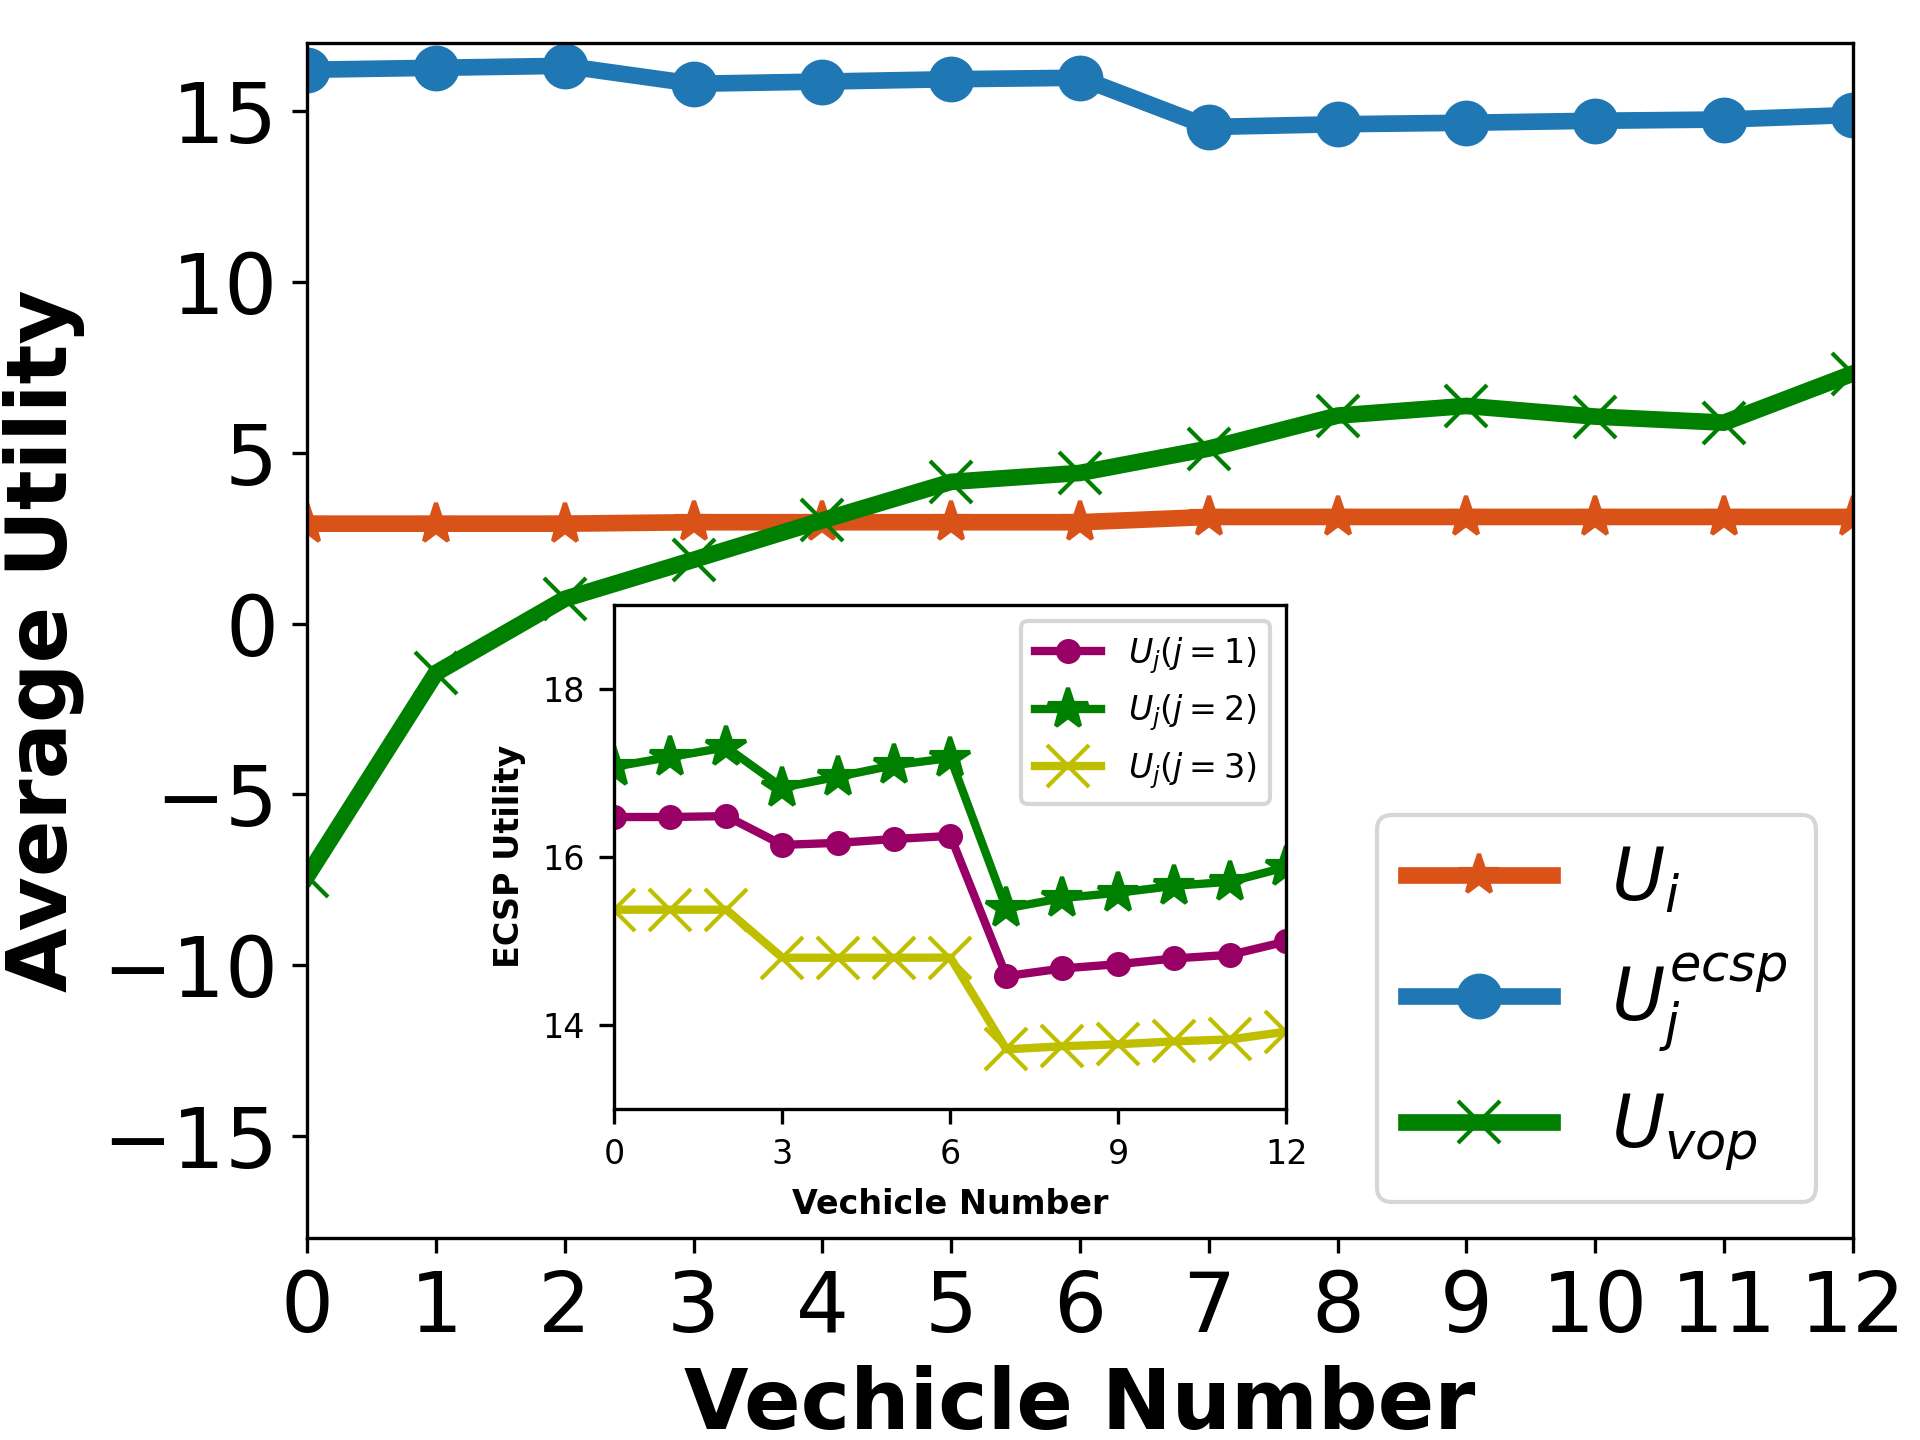 Average Utility
15
10
5
0
−5
−10
−15
0 1 2 3 4 5 6 7 8 9 10 11 12
Vechicle Number
ECSP Utility
18
16
14
0 3 6 9 12
Vechicle Number
U_j(j = 1)
U_j(j = 2)
U_j(j = 3)
U_i
U_j^{ecsp}
U_{vop}